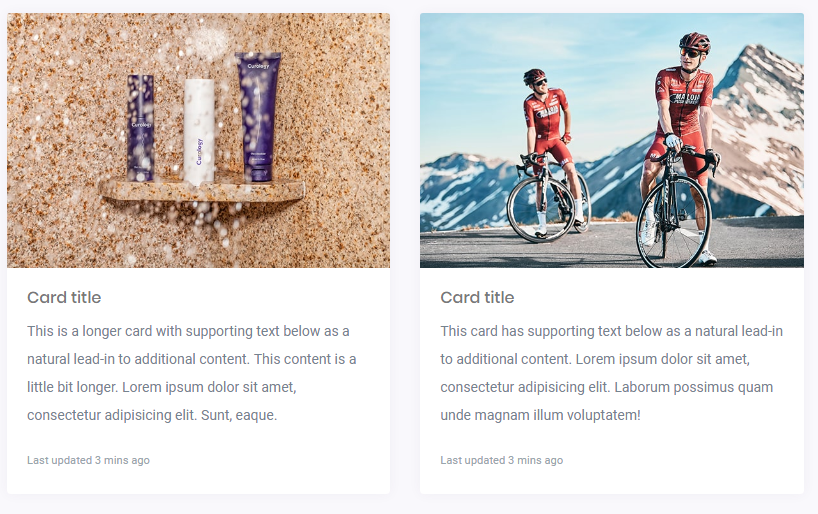 Curology
Curology
Curology
MALOJA
Card title
This is a longer card with supporting text below as a
natural lead-in to additional content. This content is a
little bit longer. Lorem ipsum dolor sit amet,
consectetur adipisicing elit. Sunt, eaque.
Last updated 3 mins ago
Card title
This card has supporting text below as a natural lead-in
to additional content. Lorem ipsum dolor sit amet,
consectetur adipisicing elit. Laborum possimus quam
unde magnam illum voluptatem!
Last updated 3 mins ago